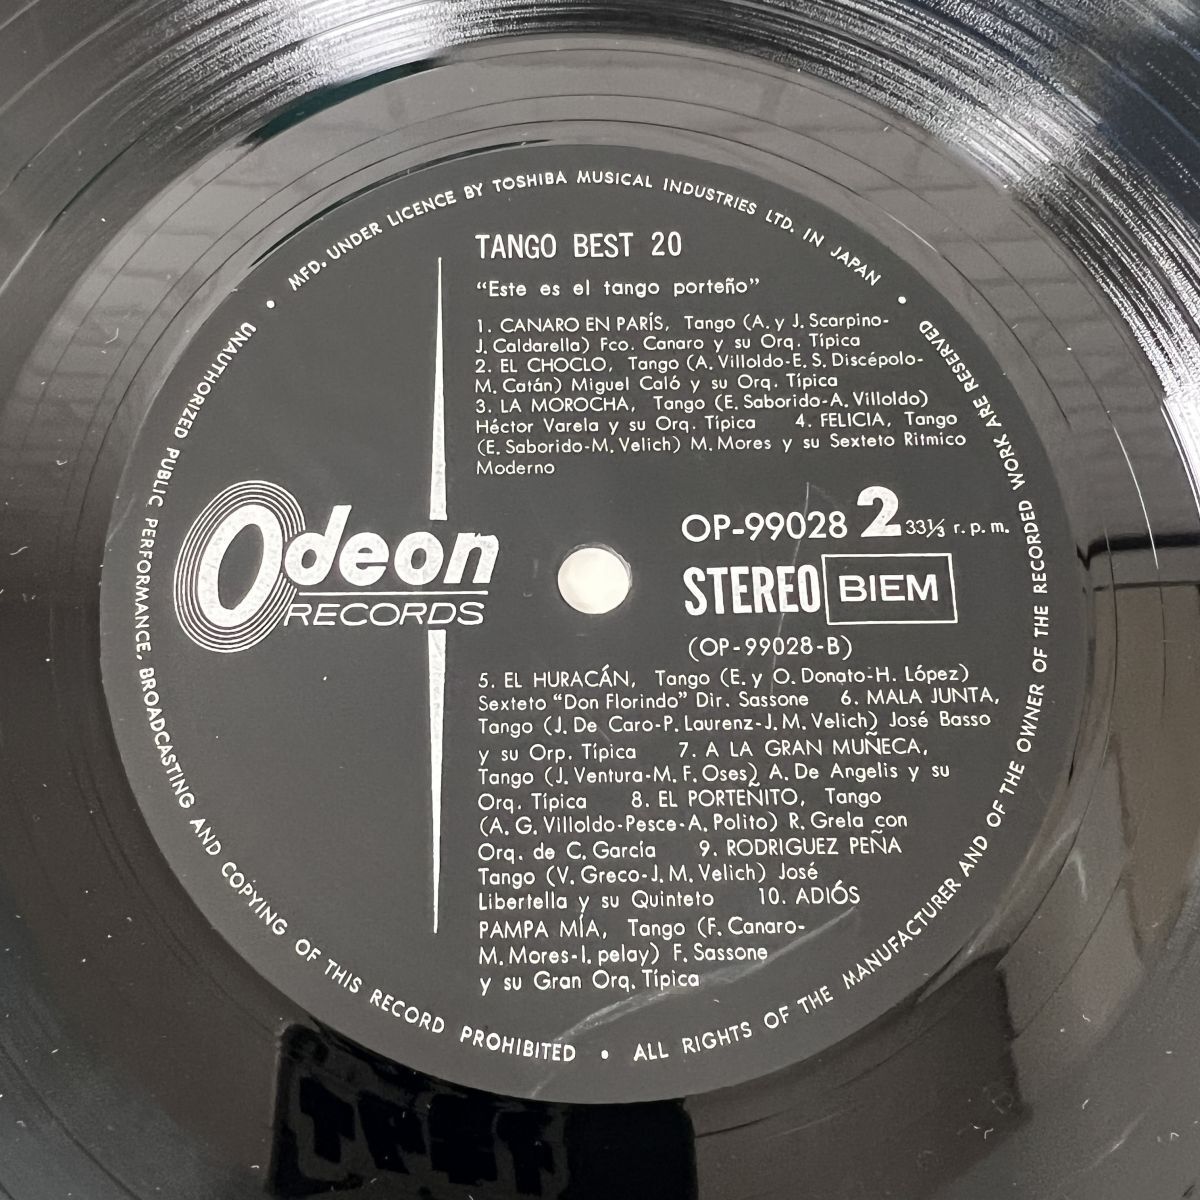 MFD. UNDER LICENCE BY TOSHIBA MUSICAL INDUSTRIES LTD. IN JAPAN •
TANGO BEST 20
"Este es el tango porteño"
1. CANARO EN PARÍS, Tango (A. y J. Scarpino-
J. Caldarella) Fco. Canaro y su Orq. Típica
2. EL CHOCLO, Tango (A. Villoldo-E. S. Discépolo-
M. Catán) Miguel Caló y su Orq. Típica
3. LA MOROCHA, Tango (E. Saborido-A. Villoldo)
Héctor Varela y su Orq. Típica 4. FELICIA, Tango
(E. Saborido-M. Velich) M. Mores y su Sexteto Ritmico
Moderno
Odeon
RECORDS
OP-99028 2 33⅓ r. p. m.
STEREO BIEM
(OP-99028-B)
5. EL HURACÁN, Tango (E. y O. Donato-H. López)
Sexteto "Don Florindo" Dir. Sassone 6. MALA JUNTA,
Tango (J. De Caro-P. Laurenz-J. M. Velich) José Basso
y su Orp. Típica 7. A LA GRAN MUÑECA,
Tango (J. Ventura-M. F. Oses) A. De Angelis y su
Orq. Típica 8. EL PORTEÑITO, Tango
(A. G. Villoldo-Pesce-A. Polito) R. Grela con
Orq. de C. García 9. RODRIGUEZ PEÑA
Tango (V. Greco-J. M. Velich) José
Libertella y su Quinteto 10. ADIÓS
PAMPA MÍA, Tango (F. Canaro-
M. Mores-I. pelay) F. Sassone
y su Gran Orq. Típica
ALL RIGHTS OF THE MANUFACTURER AND OF THE OWNER OF THE RECORDED WORK ARE RESERVED •
UNAUTHORIZED PUBLIC PERFORMANCE, BROADCASTING AND COPYING OF THIS RECORD PROHIBITED •